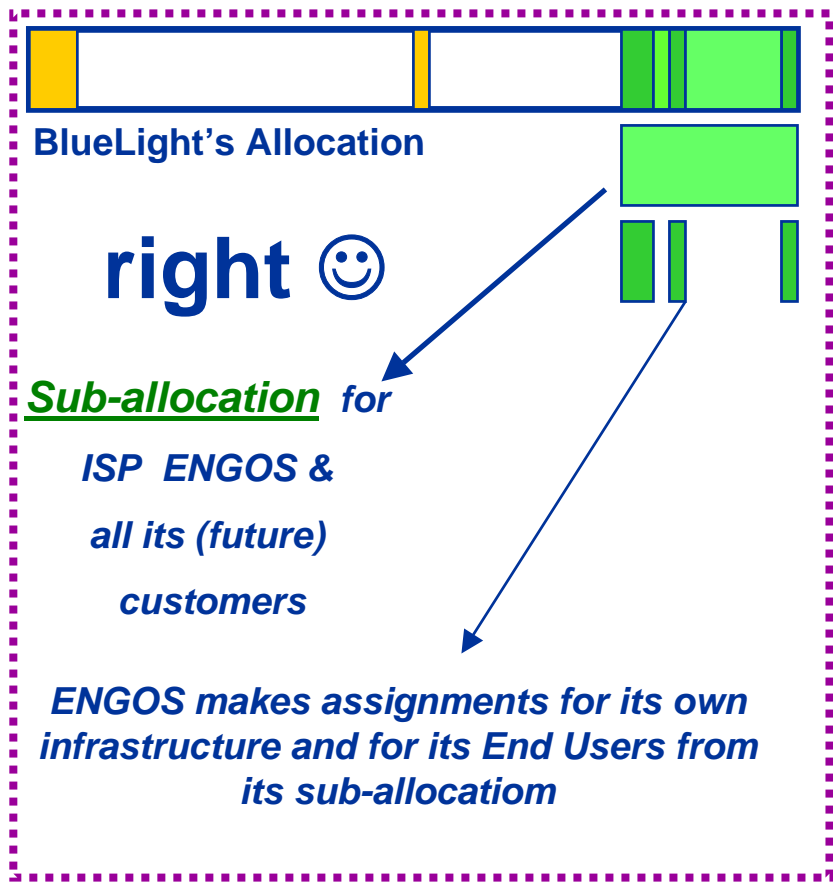 BlueLight's Allocation
right ☺
Sub-allocation for
ISP ENGOS &
all its (future)
customers
ENGOS makes assignments for its own
infrastructure and for its End Users from
its sub-allocatiom